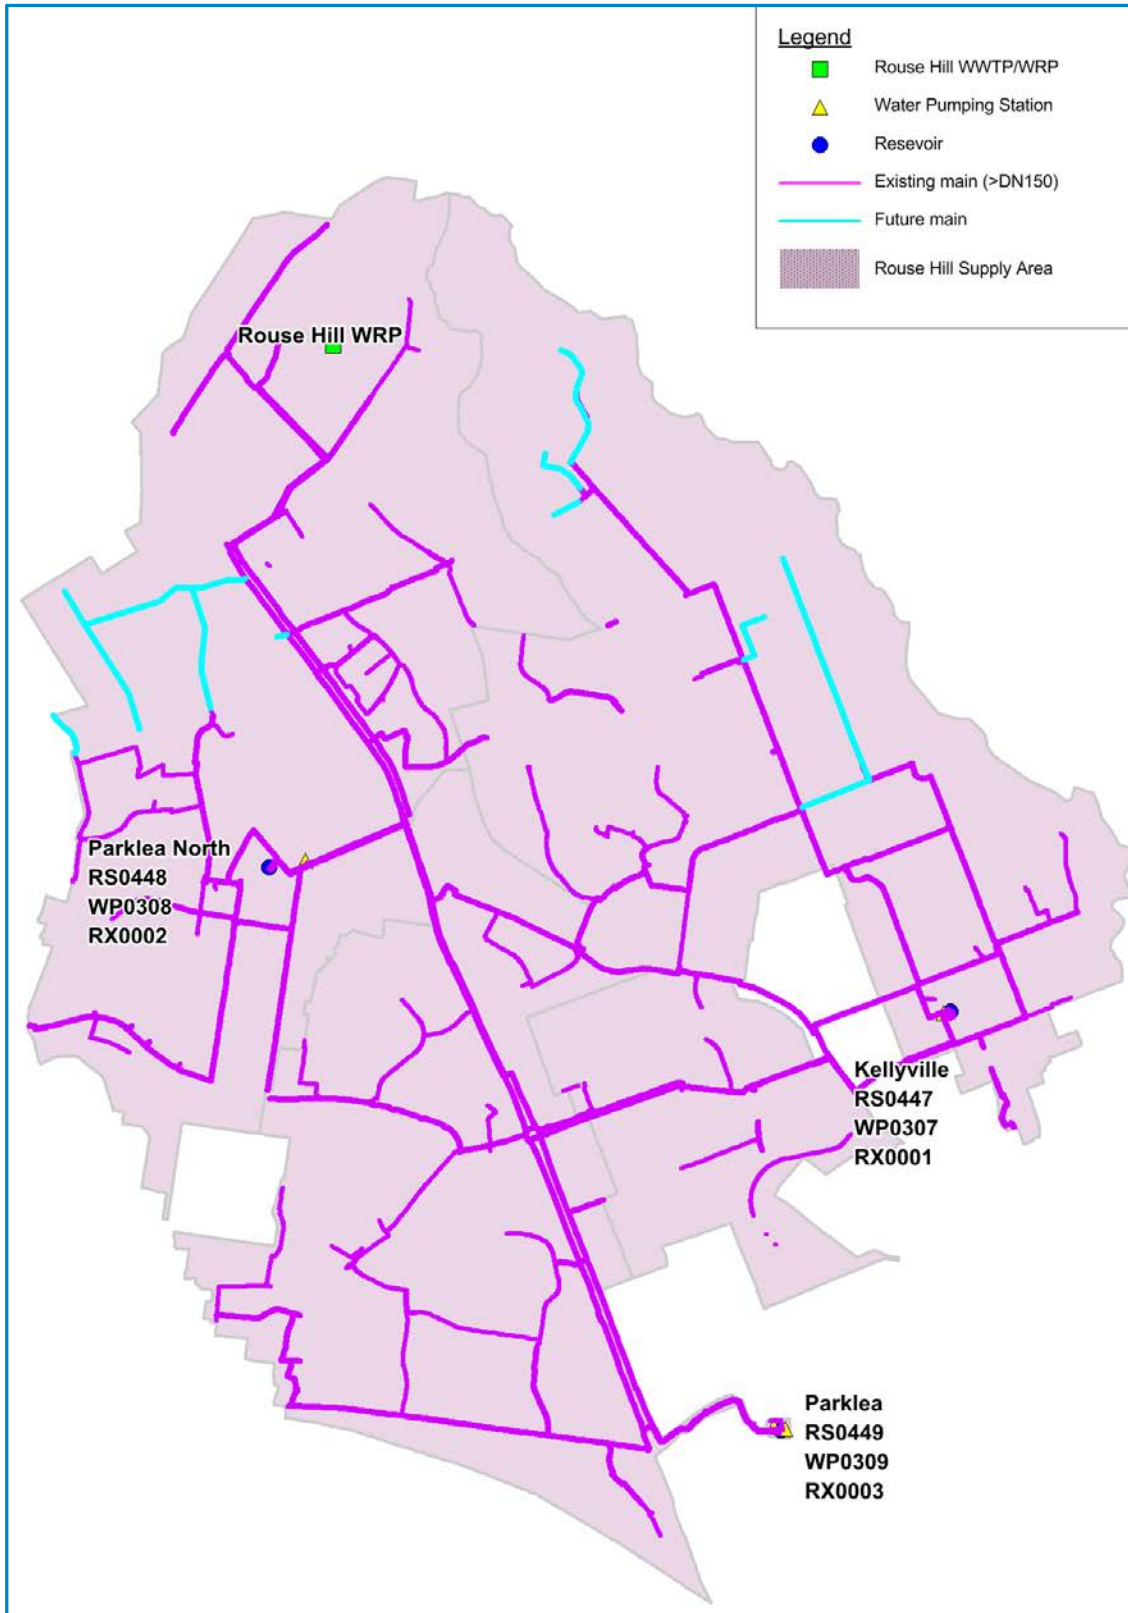 Legend
Rouse Hill WWTP/WRP
Water Pumping Station
Resevoir
Existing main (>DN150)
Future main
Rouse Hill Supply Area
Rouse Hill WRP
Parklea North
RS0448
WP0308
RX0002
Kellyville
RS0447
WP0307
RX0001
Parklea
RS0449
WP0309
RX0003